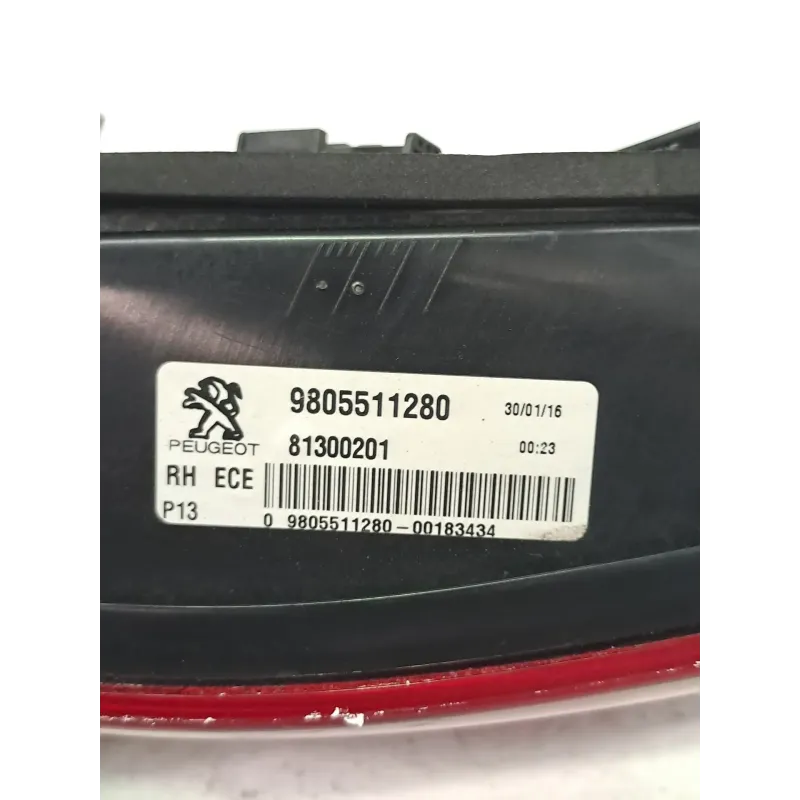 9805511280 30/01/16
PEUGEOT 81300201 00:23
RH ECE
P13 0 9805511280-00183434